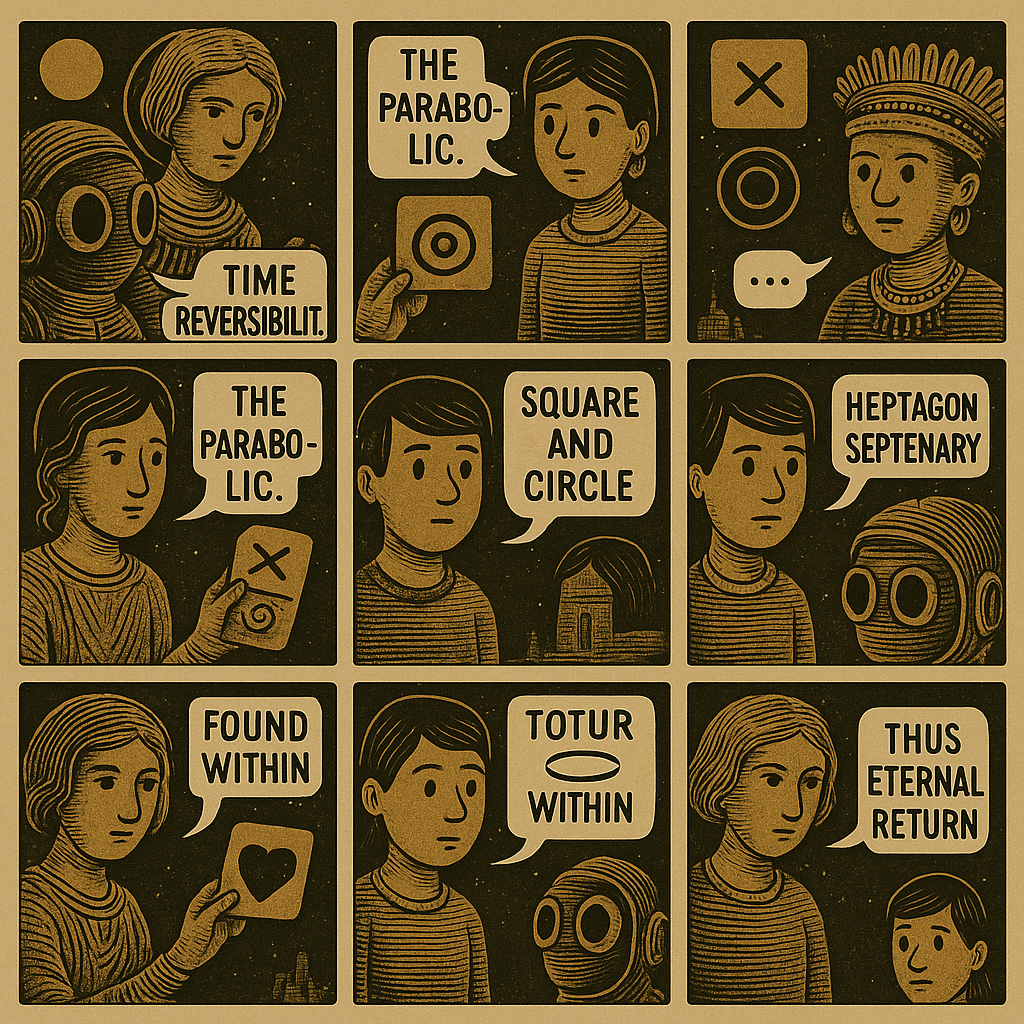 TIME
REVERSIBILIT.
THE
PARABO-
LIC.
...
THE
PARABO-
LIC.
SQUARE
AND
CIRCLE
HEPTAGON
SEPTENARY
FOUND
WITHIN
TOTUR
WITHIN
THUS
ETERNAL
RETURN